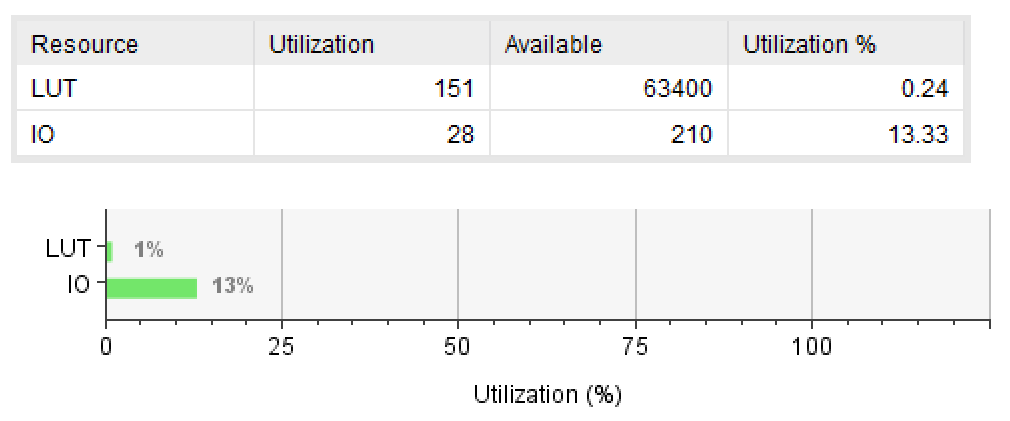 Resource Utilization Available Utilization %
LUT 151 63400 0.24
IO 28 210 13.33
LUT 1%
IO 13%
0 25 50 75 100
Utilization (%)